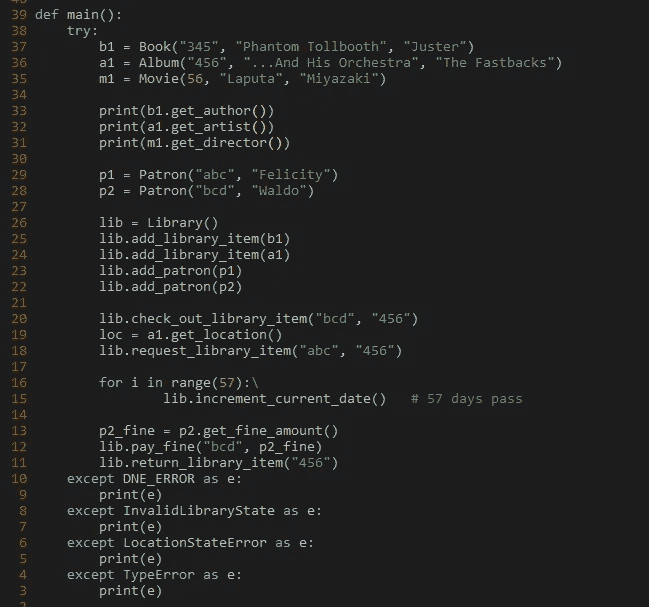 39 def main():
38     try:
37         b1 = Book("345", "Phantom Tollbooth", "Juster")
36         a1 = Album("456", "...And His Orchestra", "The Fastbacks")
35         m1 = Movie(56, "Laputa", "Miyazaki")
34
33         print(b1.get_author())
32         print(a1.get_artist())
31         print(m1.get_director())
30
29         p1 = Patron("abc", "Felicity")
28         p2 = Patron("bcd", "Waldo")
27
26         lib = Library()
25         lib.add_library_item(b1)
24         lib.add_library_item(a1)
23         lib.add_patron(p1)
22         lib.add_patron(p2)
21
20         lib.check_out_library_item("bcd", "456")
19         loc = a1.get_location()
18         lib.request_library_item("abc", "456")
17
16         for i in range(57):\
15                 lib.increment_current_date()   # 57 days pass
14
13         p2_fine = p2.get_fine_amount()
12         lib.pay_fine("bcd", p2_fine)
11         lib.return_library_item("456")
10     except DNE_ERROR as e:
9         print(e)
8     except InvalidLibraryState as e:
7         print(e)
6     except LocationStateError as e:
5         print(e)
4     except TypeError as e:
3         print(e)